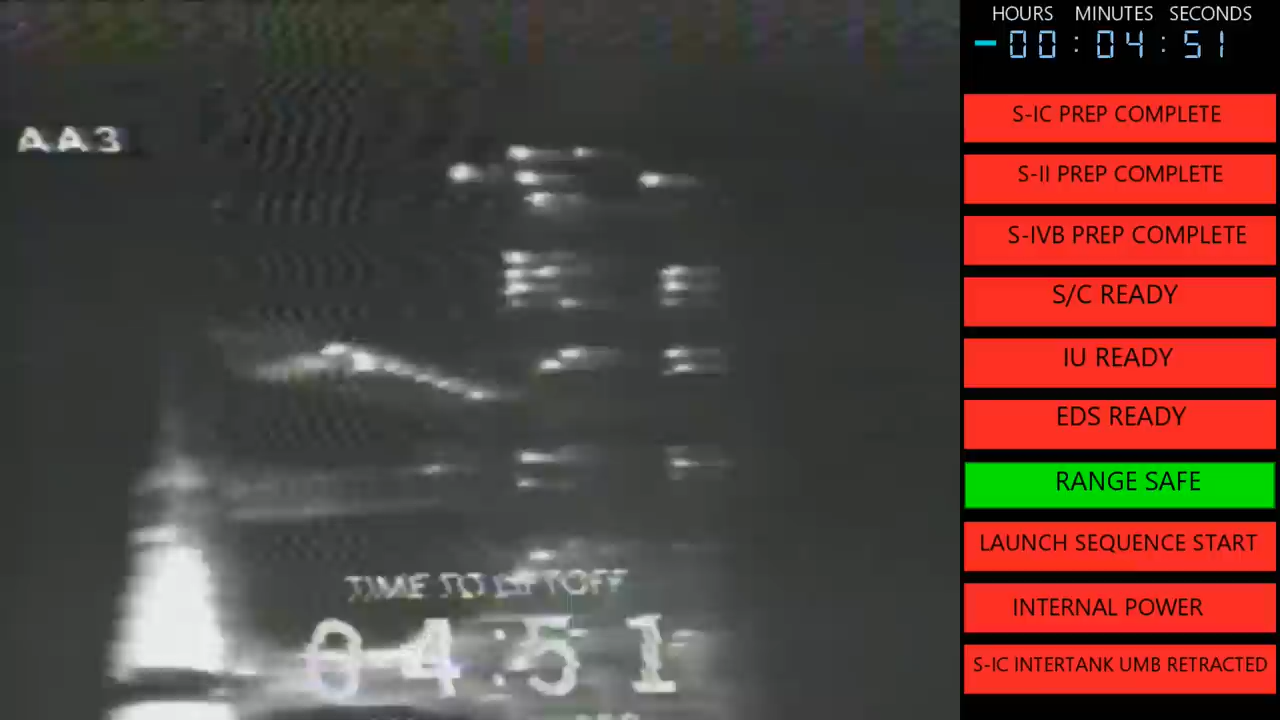 AA3
TIME TO LIFTOFF
04:51
HOURS MINUTES SECONDS
-00:04:51
S-IC PREP COMPLETE
S-II PREP COMPLETE
S-IVB PREP COMPLETE
S/C READY
IU READY
EDS READY
RANGE SAFE
LAUNCH SEQUENCE START
INTERNAL POWER
S-IC INTERTANK UMB RETRACTED